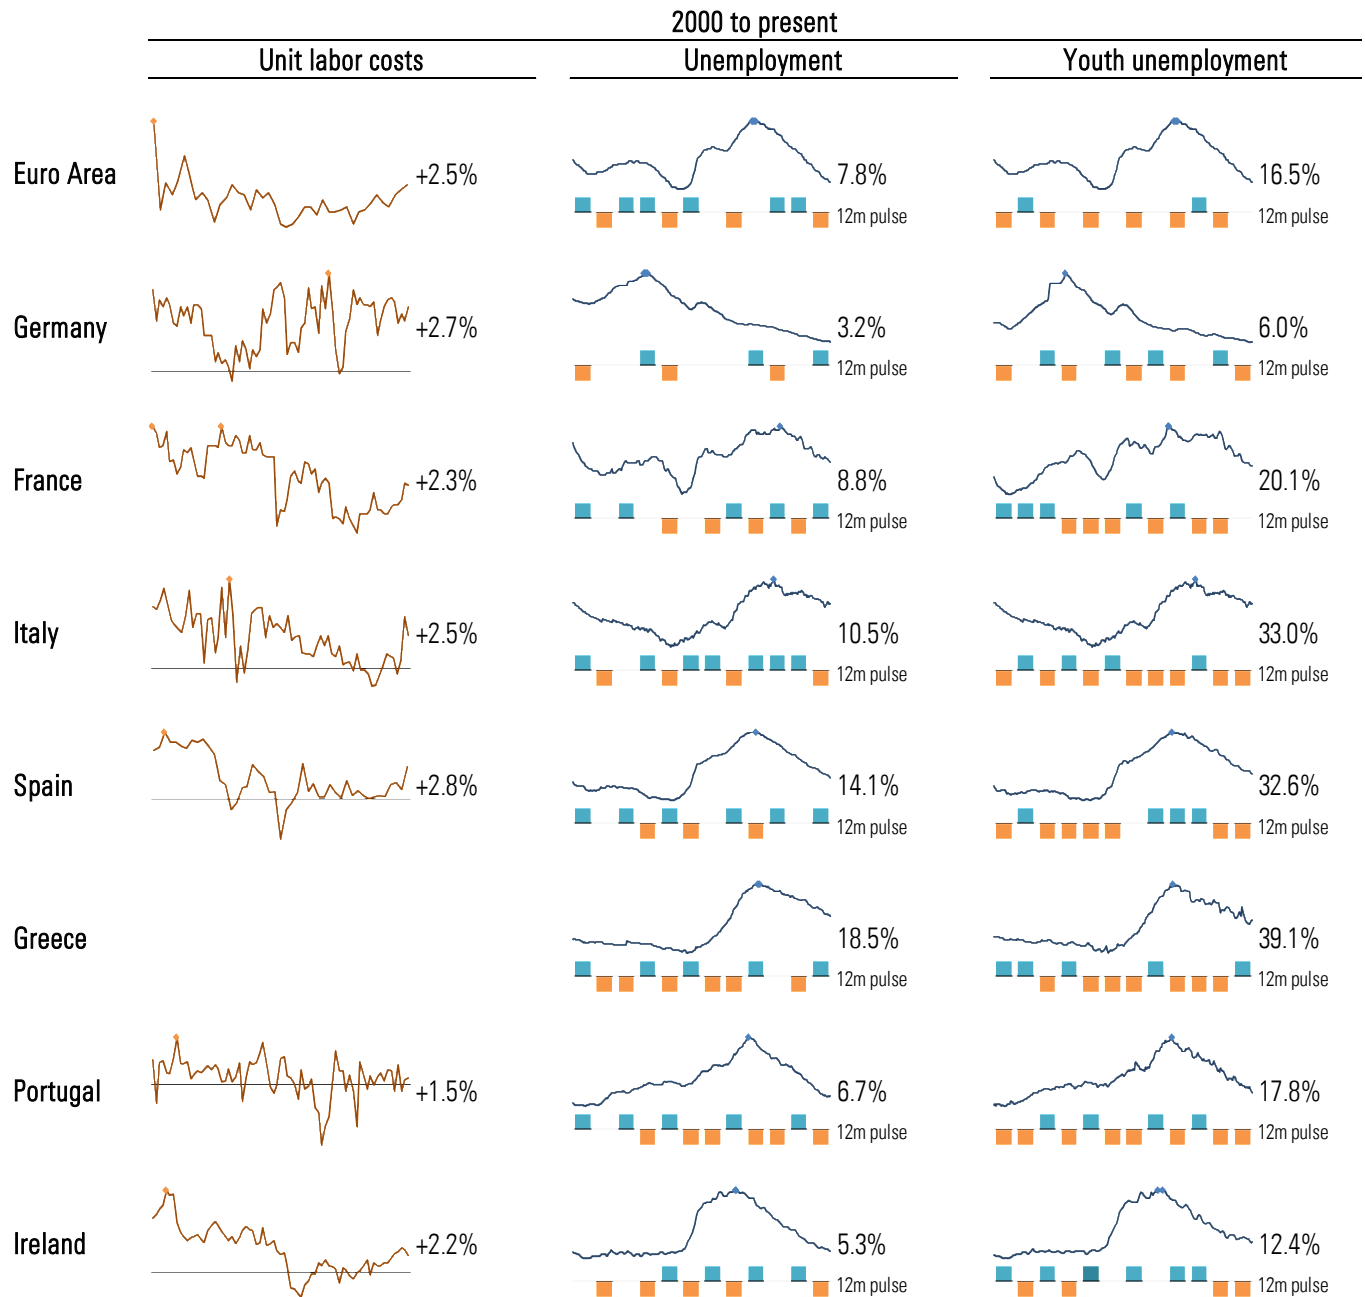 2000 to present
Unit labor costs Unemployment Youth unemployment
Euro Area +2.5% 7.8% 16.5%
12m pulse 12m pulse
Germany +2.7% 3.2% 6.0%
12m pulse 12m pulse
France +2.3% 8.8% 20.1%
12m pulse 12m pulse
Italy +2.5% 10.5% 33.0%
12m pulse 12m pulse
Spain +2.8% 14.1% 32.6%
12m pulse 12m pulse
Greece 18.5% 39.1%
12m pulse 12m pulse
Portugal +1.5% 6.7% 17.8%
12m pulse 12m pulse
Ireland +2.2% 5.3% 12.4%
12m pulse 12m pulse